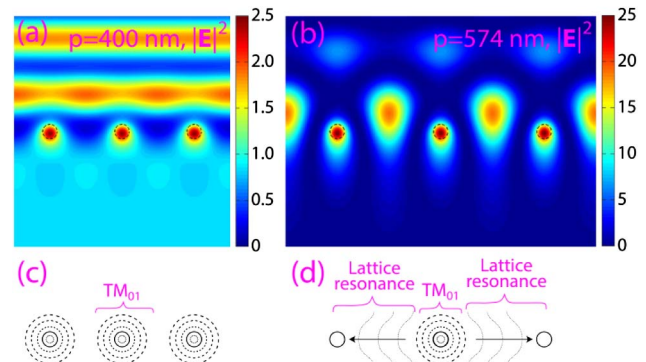 (a) p=400 nm, |E|²
2.5
2.0
1.5
1.0
0.5
0
(b) p=574 nm, |E|²
25
20
15
10
5
0
(c)
TM₀₁
(d)
Lattice
resonance
TM₀₁
Lattice
resonance